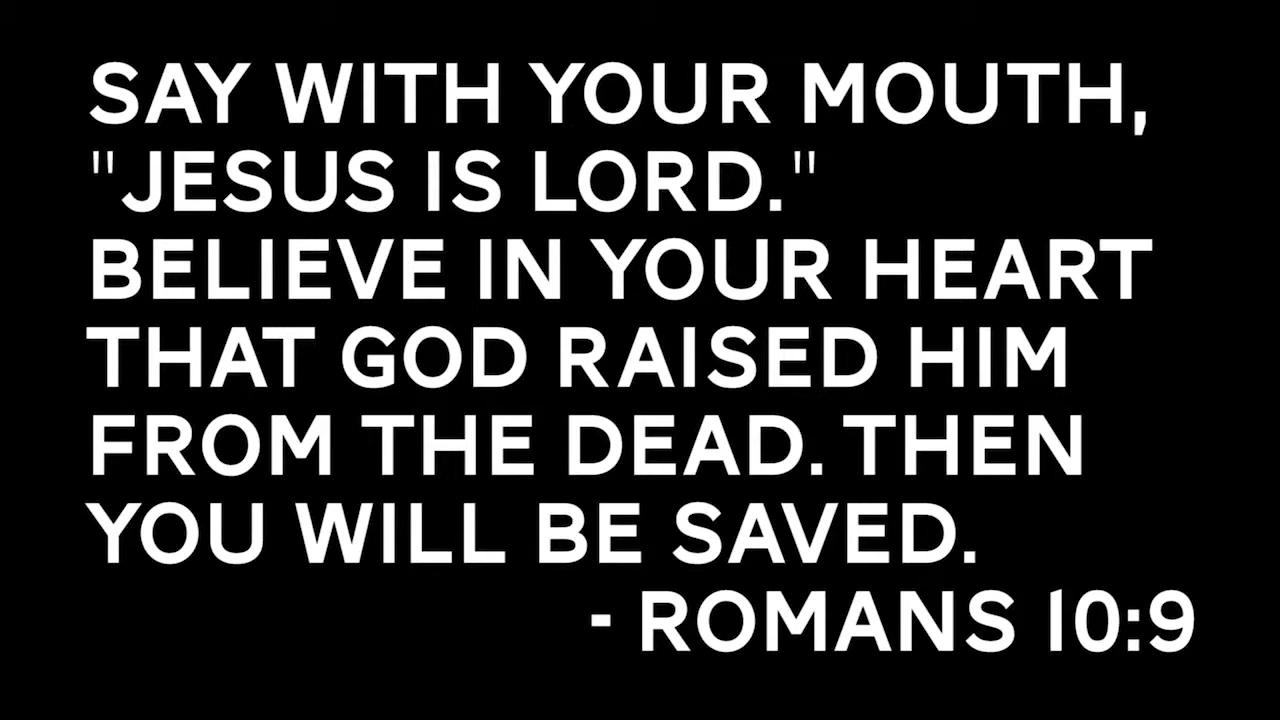 SAY WITH YOUR MOUTH,
"JESUS IS LORD."
BELIEVE IN YOUR HEART
THAT GOD RAISED HIM
FROM THE DEAD. THEN
YOU WILL BE SAVED.
- ROMANS 10:9